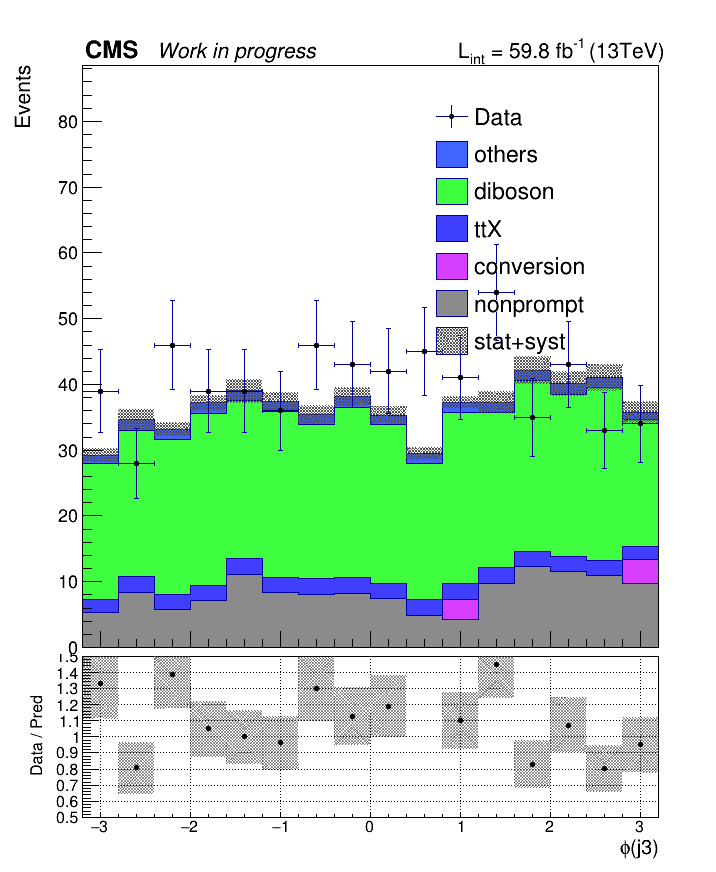 CMS Work in progress L_int = 59.8 fb^-1 (13TeV)
Events
80
70
60
50
40
30
20
10
0
Data
others
diboson
ttX
conversion
nonprompt
stat+syst
Data / Pred
1.5
1.4
1.3
1.2
1.1
1
0.9
0.8
0.7
0.6
0.5
−3 −2 −1 0 1 2 3
ϕ(j3)